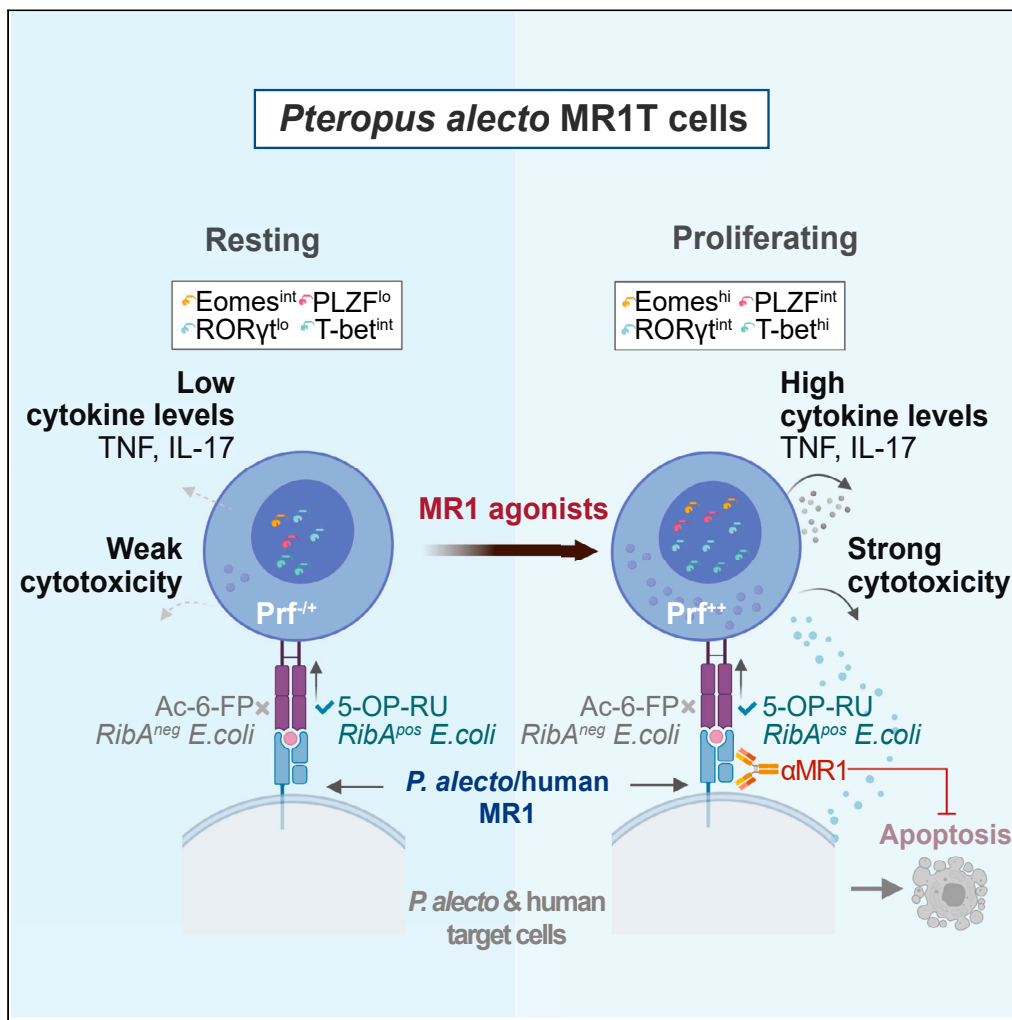 Pteropus alecto MR1T cells
Resting
Eomesint PLZFlo
RORγtlo T-betint
Low
cytokine levels
TNF, IL-17
Weak
cytotoxicity
Prf-/+
Ac-6-FP 5-OP-RU
RibAneg E.coli RibApos E.coli
MR1 agonists
Proliferating
Eomeshi PLZFint
RORγtint T-bethi
High
cytokine levels
TNF, IL-17
Strong
cytotoxicity
Prf++
Ac-6-FP 5-OP-RU
RibAneg E.coli RibApos E.coli
αMR1
P. alecto/human
MR1
Apoptosis
P. alecto & human
target cells